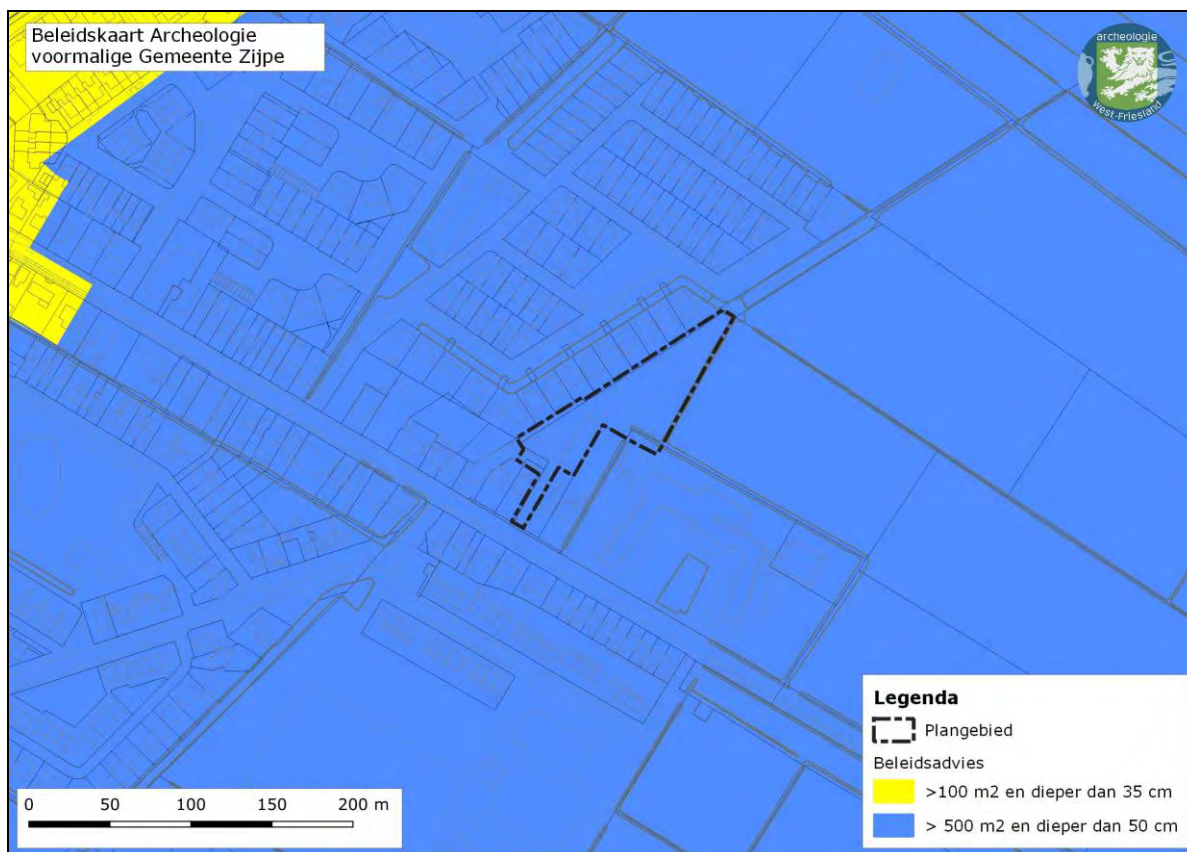 Beleidskaart Archeologie
voormalige Gemeente Zijpe
archeologie
West-Friesland
Legenda
Plangebied
Beleidsadvies
>100 m2 en dieper dan 35 cm
> 500 m2 en dieper dan 50 cm
0 50 100 150 200 m